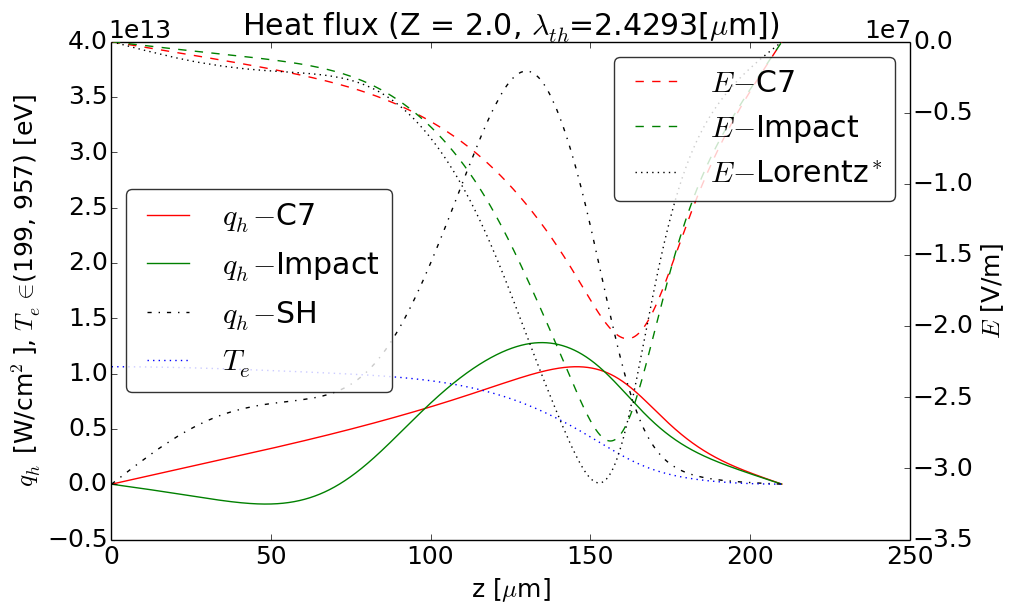 Heat flux (Z = 2.0, λth=2.4293[μm])
1e13
1e7
4.0
3.5
3.0
2.5
2.0
1.5
1.0
0.5
0.0
−0.5
qh [W/cm2 ], Te ∈(199, 957) [eV]
qh −C7
qh −Impact
qh −SH
Te
E−C7
E−Impact
E−Lorentz*
0.0
−0.5
−1.0
−1.5
−2.0
−2.5
−3.0
−3.5
E [V/m]
0 50 100 150 200 250
z [μm]